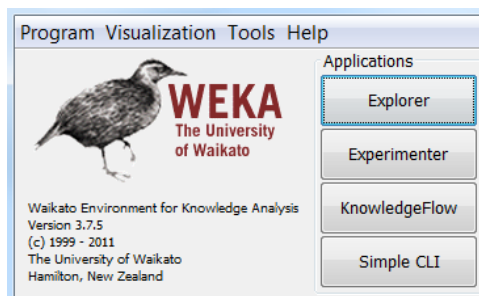 Program Visualization Tools Help
WEKA
The University
of Waikato
Waikato Environment for Knowledge Analysis
Version 3.7.5
(c) 1999 - 2011
The University of Waikato
Hamilton, New Zealand
Applications
Explorer
Experimenter
KnowledgeFlow
Simple CLI